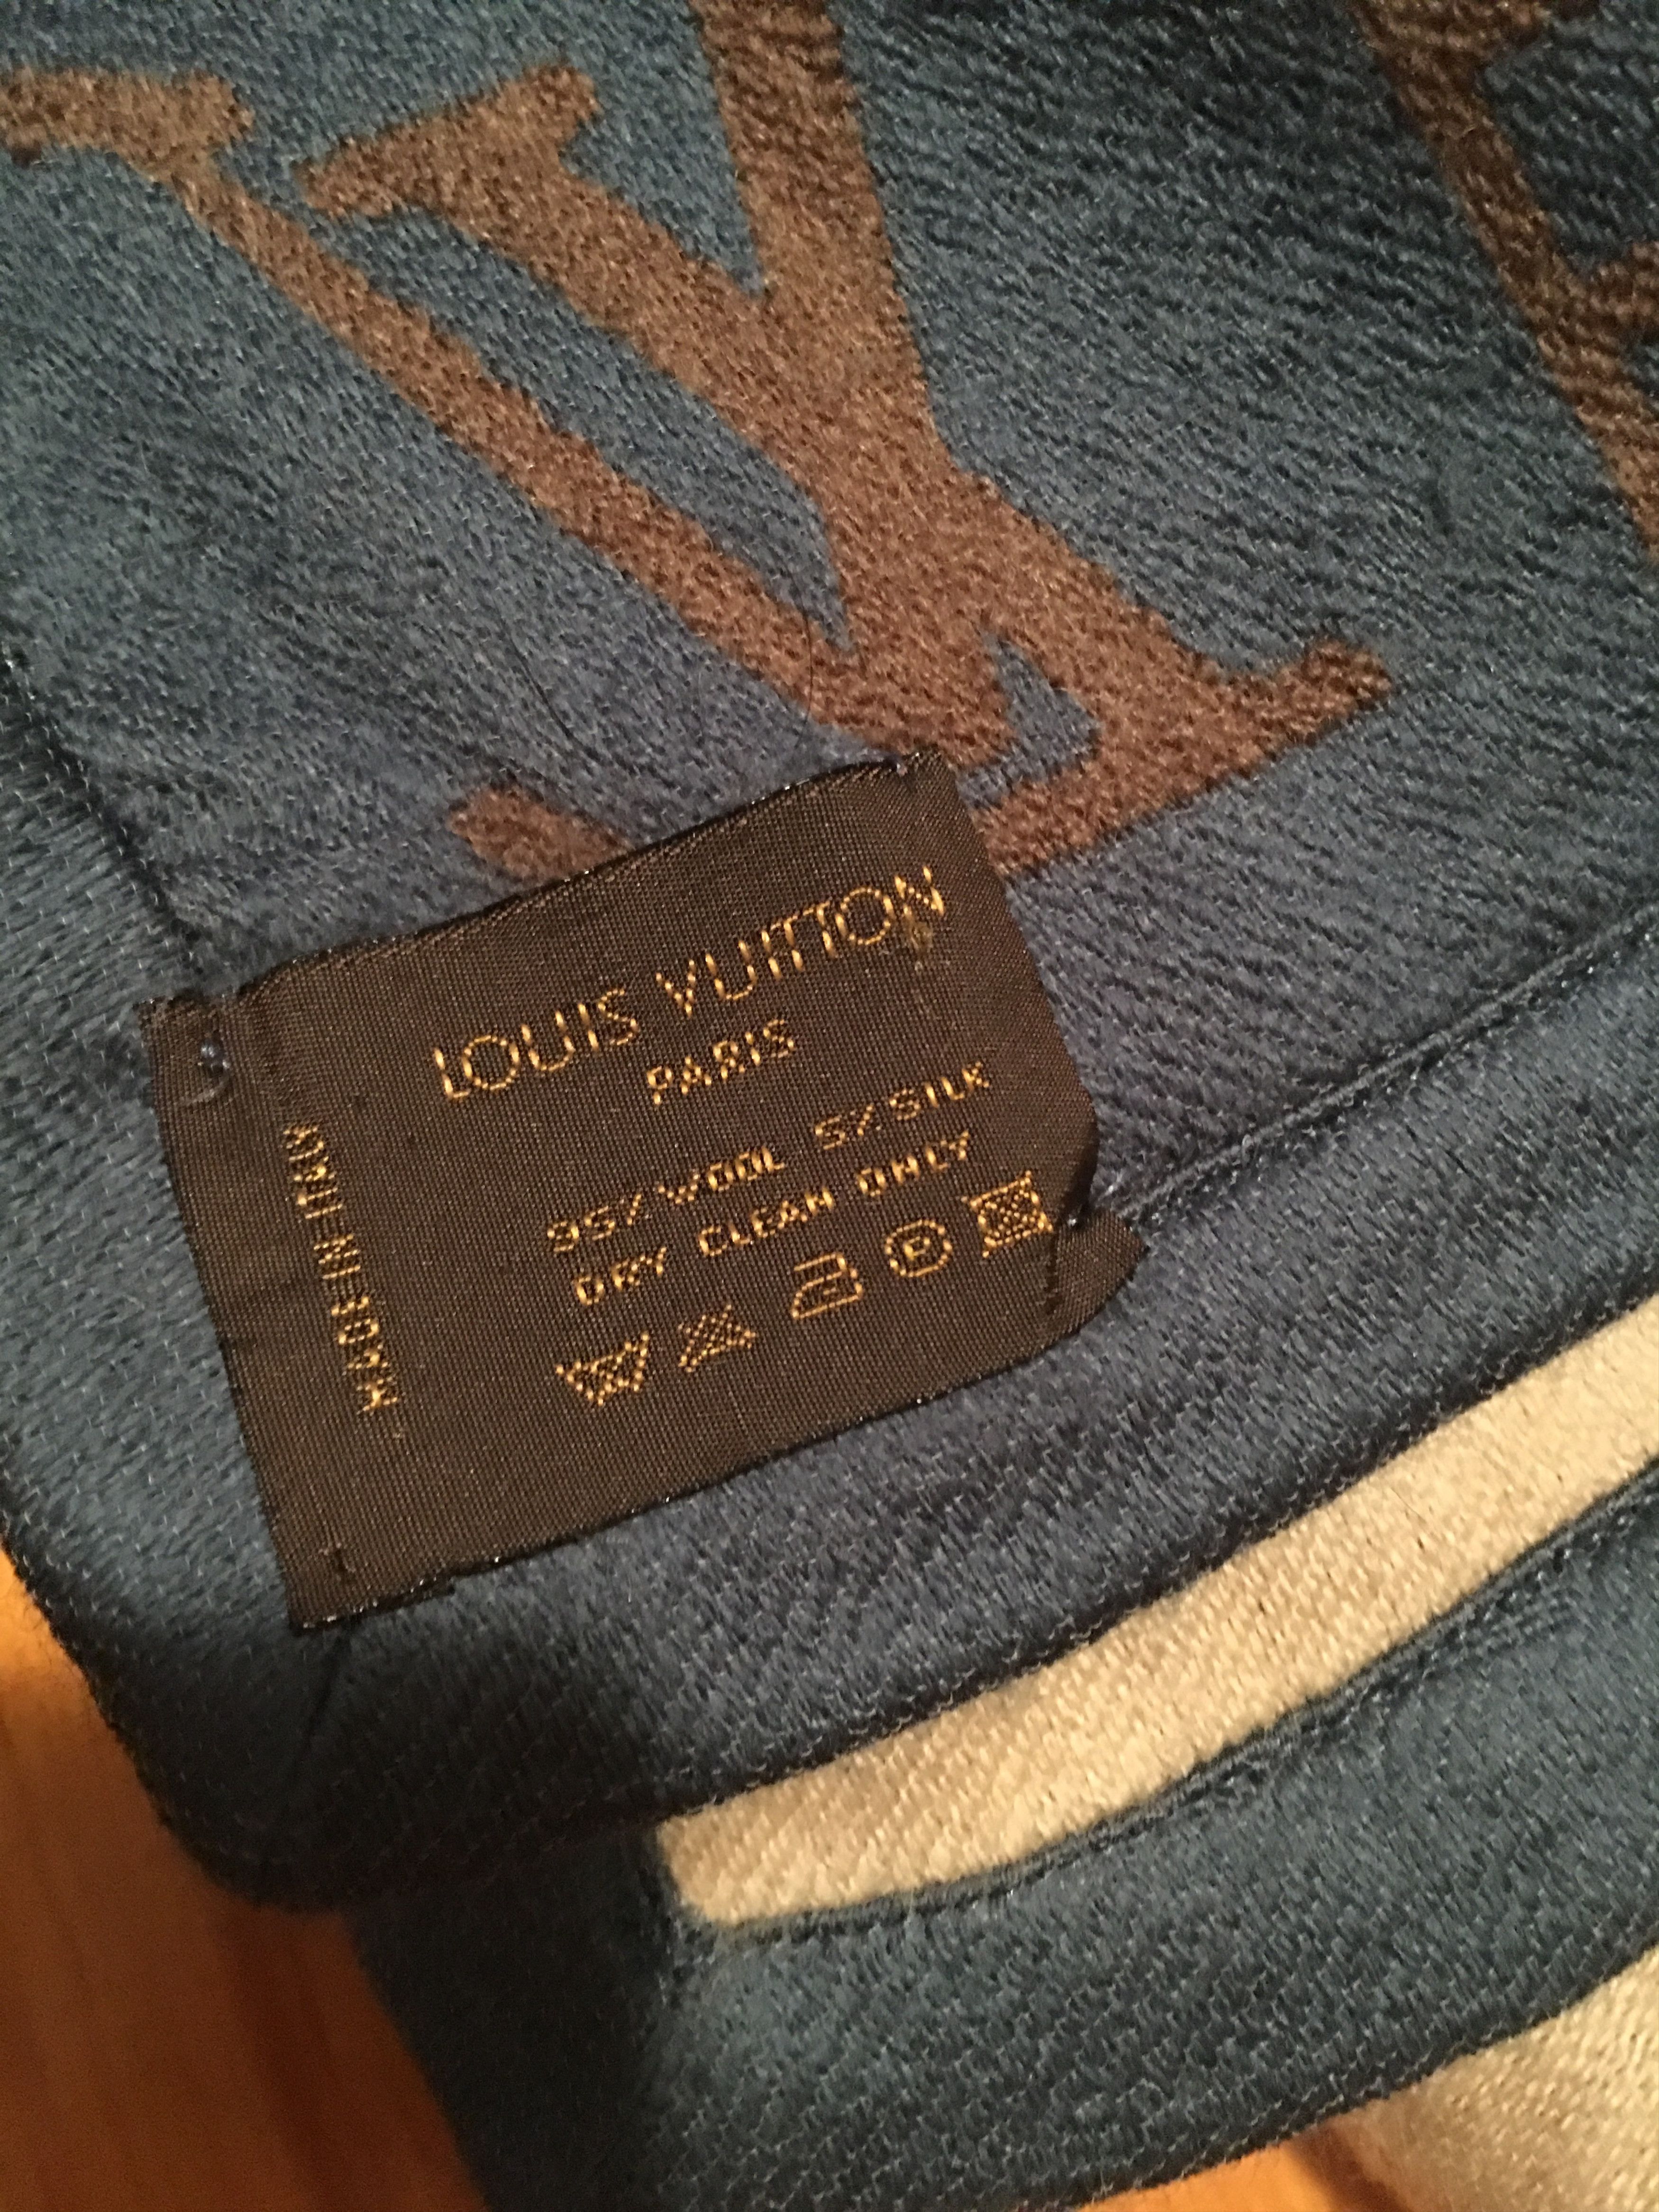 LOUIS VUITTON
PARIS
95% WOOL 5% SILK
DRY CLEAN ONLY
P
MADE IN ITALY